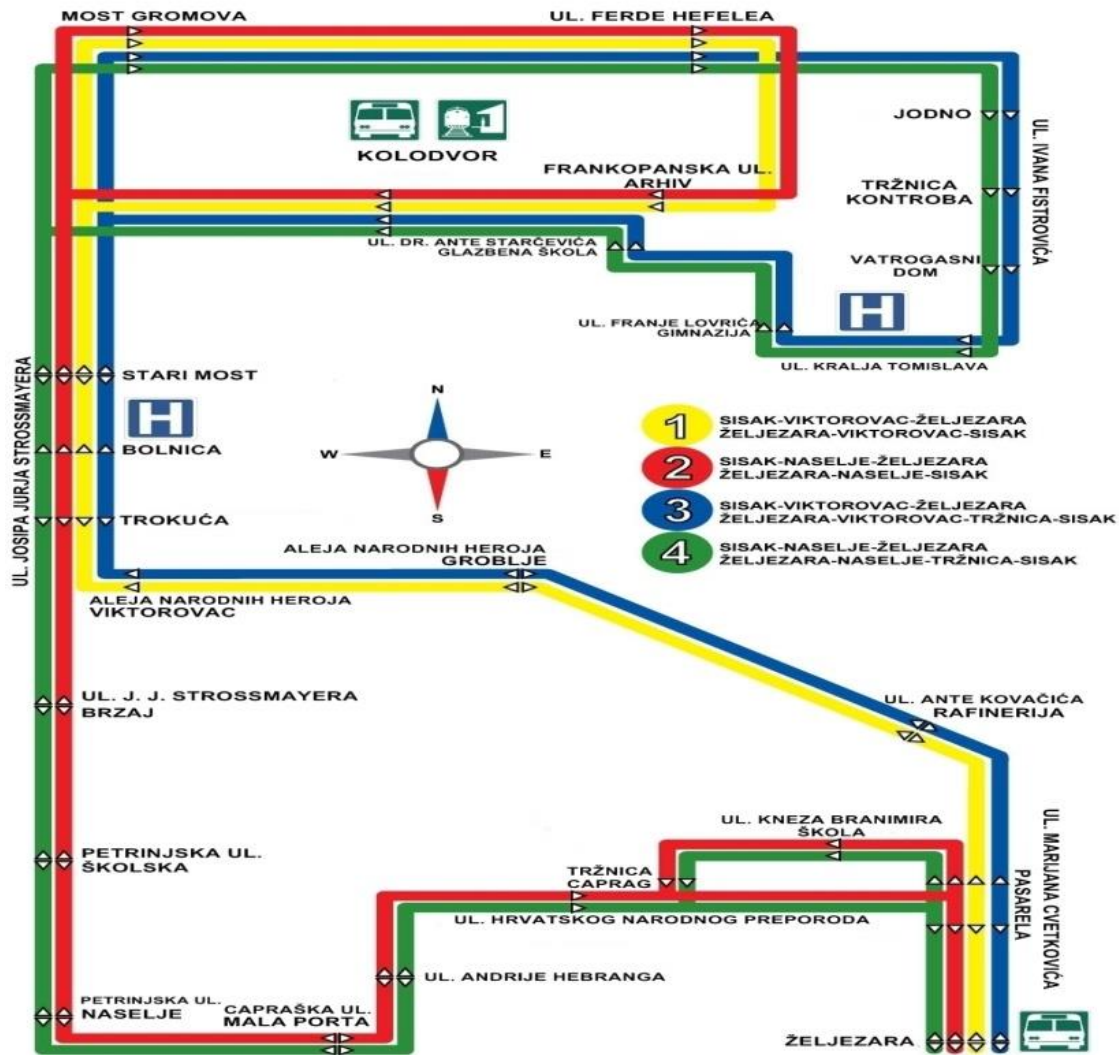 MOST GROMOVA
UL. FERDE HEFELEA
KOLODVOR
FRANKOPANSKA UL.
ARHIV
JODNO
TRŽNICA
KONTROBA
VATROGASNI
DOM
UL. IVANA FISTROVIĆA
UL. DR. ANTE STARČEVIĆA
GLAZBENA ŠKOLA
UL. FRANJE LOVRIĆA
GIMNAZIJA
H
UL. KRALJA TOMISLAVA
UL. JOSIPA JURJA STROSSMAYERA
STARI MOST
H
BOLNICA
TROKUĆA
N
W
E
S
1 SISAK-VIKTOROVAC-ŽELJEZARA
ŽELJEZARA-VIKTOROVAC-SISAK
2 SISAK-NASELJE-ŽELJEZARA
ŽELJEZARA-NASELJE-SISAK
3 SISAK-VIKTOROVAC-ŽELJEZARA
ŽELJEZARA-VIKTOROVAC-TRŽNICA-SISAK
4 SISAK-NASELJE-ŽELJEZARA
ŽELJEZARA-NASELJE-TRŽNICA-SISAK
ALEJA NARODNIH HEROJA
GROBLJE
ALEJA NARODNIH HEROJA
VIKTOROVAC
UL. J. J. STROSSMAYERA
BRZAJ
UL. ANTE KOVAČIĆA
RAFINERIJA
PETRINJSKA UL.
ŠKOLSKA
UL. KNEZA BRANIMIRA
ŠKOLA
TRŽNICA
CAPRAG
UL. HRVATSKOG NARODNOG PREPORODA
UL. MARIJANA CVETKOVIĆA
PASARELA
UL. ANDRIJE HEBRANGA
PETRINJSKA UL.
NASELJE
CAPRAŠKA UL.
MALA PORTA
ŽELJEZARA